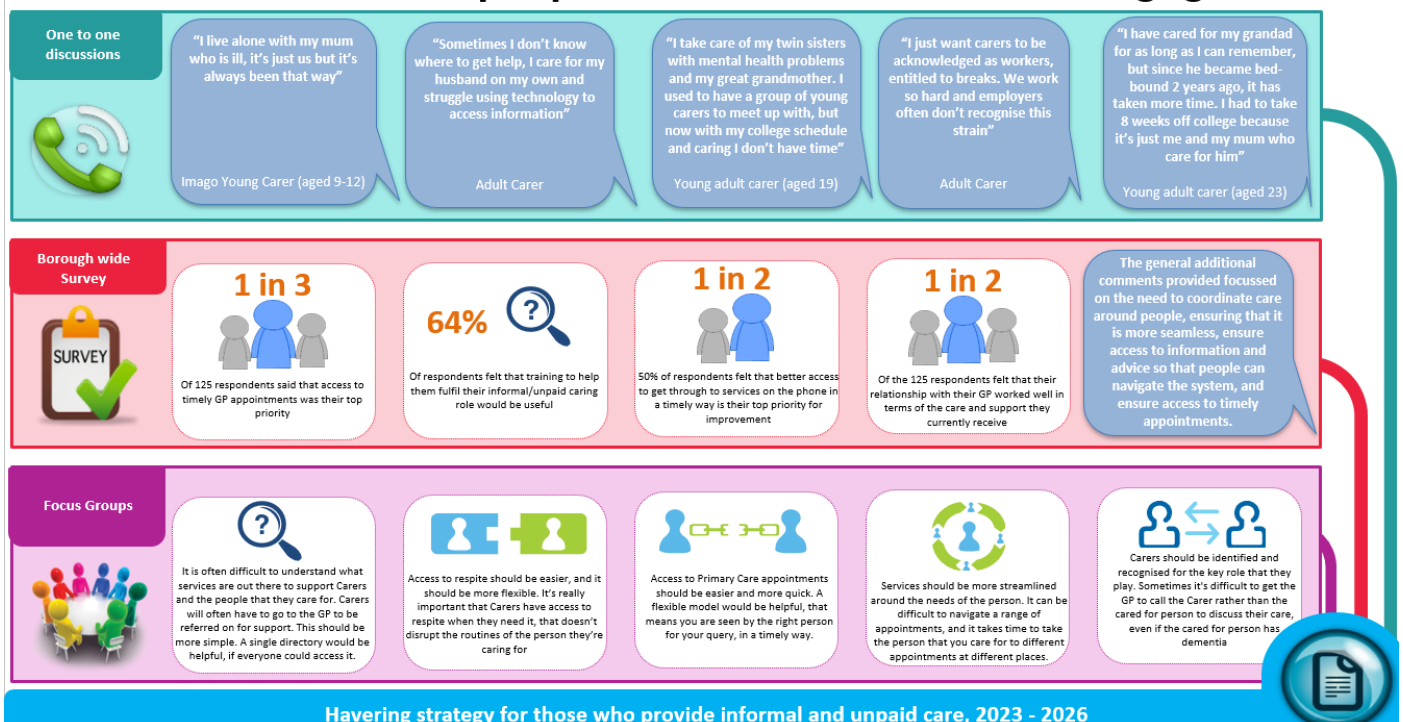 One to one
discussions
"I live alone with my mum
who is ill, it's just us but it's
always been that way"
Imago Young Carer (aged 9-12)
"Sometimes I don't know
where to get help, I care for my
husband on my own and
struggle using technology to
access information"
Adult Carer
"I take care of my twin sisters
with mental health problems
and my great grandmother. I
used to have a group of young
carers to meet up with, but
now with my college schedule
and caring I don't have time"
Young adult carer (aged 19)
"I just want carers to be
acknowledged as workers,
entitled to breaks. We work
so hard and employers
often don't recognise this
strain"
Adult Carer
"I have cared for my grandad
for as long as I can remember,
but since he became bed-
bound 2 years ago, it has
taken more time. I had to take
8 weeks off college because
it's just me and my mum who
care for him"
Young adult carer (aged 23)
Borough wide
Survey
SURVEY
1 in 3
Of 125 respondents said that access to
timely GP appointments was their top
priority
64%
?
Of respondents felt that training to help
them fulfil their informal/unpaid caring
role would be useful
1 in 2
50% of respondents felt that better access
to get through to services on the phone in
a timely way is their top priority for
improvement
1 in 2
Of the 125 respondents felt that their
relationship with their GP worked well in
terms of the care and support they
currently receive
The general additional
comments provided focussed
on the need to coordinate care
around people, ensuring that it
is more seamless, ensure
access to information and
advice so that people can
navigate the system, and
ensure access to timely
appointments.
Focus Groups
?
It is often difficult to understand what
services are out there to support Carers
and the people that they care for. Carers
will often have to go to the GP to be
referred on for support. This should be
more simple. A single directory would be
helpful, if everyone could access it.
Access to respite should be easier, and it
should be more flexible. It's really
important that Carers have access to
respite when they need it, that doesn't
disrupt the routines of the person they're
caring for
Access to Primary Care appointments
should be easier and more quick. A
flexible model would be helpful, that
means you are seen by the right person
for your query, in a timely way.
Services should be more streamlined
around the needs of the person. It can be
difficult to navigate a range of
appointments, and it takes time to take
the person that you care for to different
appointments at different places.
Carers should be identified and
recognised for the key role that they
play. Sometimes it's difficult to get the
GP to call the Carer rather than the
cared for person to discuss their care,
even if the cared for person has
dementia
Havering strategy for those who provide informal and unpaid care, 2023 - 2026